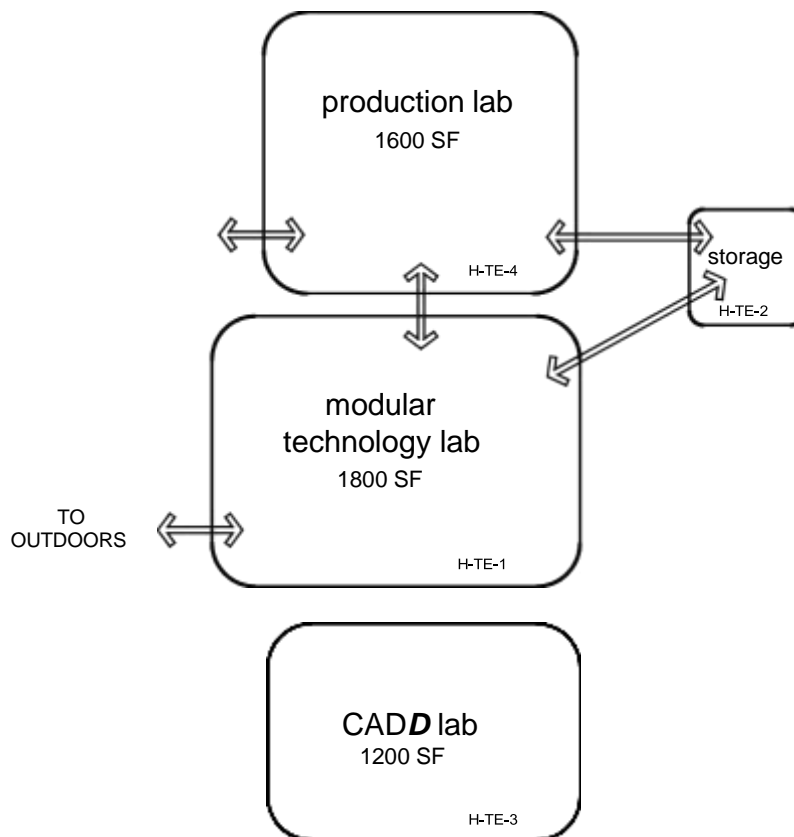 production lab
1600 SF
H-TE-4
storage
H-TE-2
modular
technology lab
1800 SF
TO
OUTDOORS
H-TE-1
CADD lab
1200 SF
H-TE-3